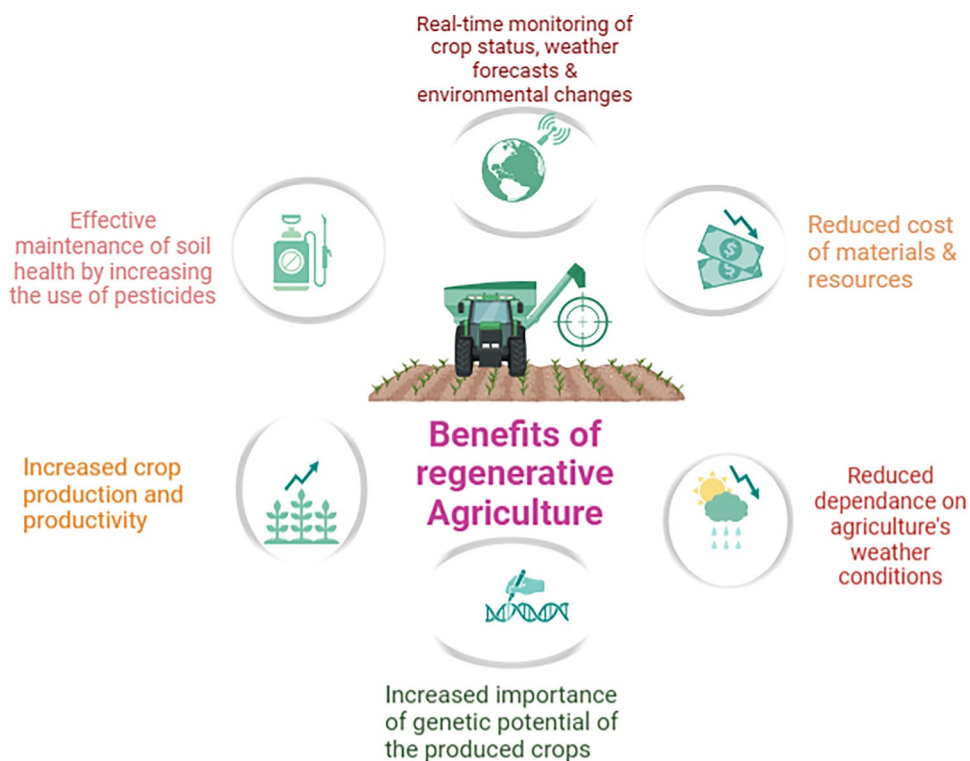 Real-time monitoring of
crop status, weather
forecasts &
environmental changes
Effective
maintenance of soil
health by increasing
the use of pesticides
Reduced cost
of materials &
resources
Benefits of
regenerative
Agriculture
Increased crop
production and
productivity
Reduced
dependance on
agriculture's
weather
conditions
Increased importance
of genetic potential of
the produced crops